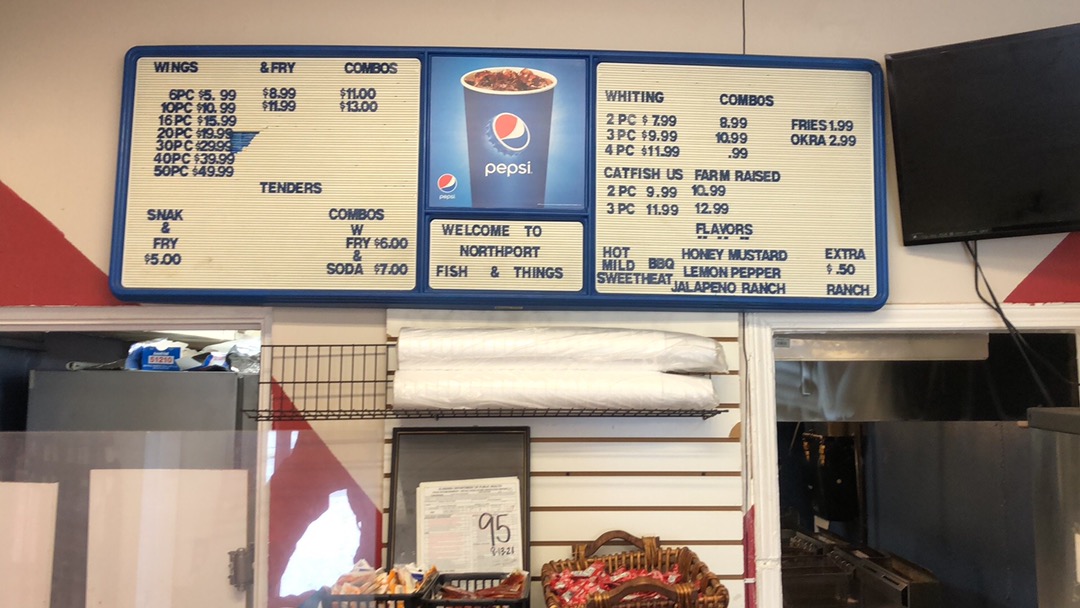 WINGS &FRY COMBOS
6PC $5.99 $8.99 $11.00
10PC $10.99 $11.99 $13.00
16PC $15.99
20PC $19.99
30PC $29.99
40PC $39.99
50PC $49.99
TENDERS
SNAK COMBOS
& W
FRY FRY $6.00
$5.00 &
SODA $7.00
pepsi
pepsi
WELCOME TO
NORTHPORT
FISH & THINGS
WHITING COMBOS
2 PC $ 7.99 8.99 FRIES 1.99
3 PC $9.99 10.99 OKRA 2.99
4 PC $11.99 .99
CATFISH US FARM RAISED
2 PC 9.99 10.99
3 PC 11.99 12.99
FLAVORS
HOT HONEY MUSTARD EXTRA
MILD BBQ LEMON PEPPER $ .50
SWEETHEAT JALAPENO RANCH RANCH
51210
95